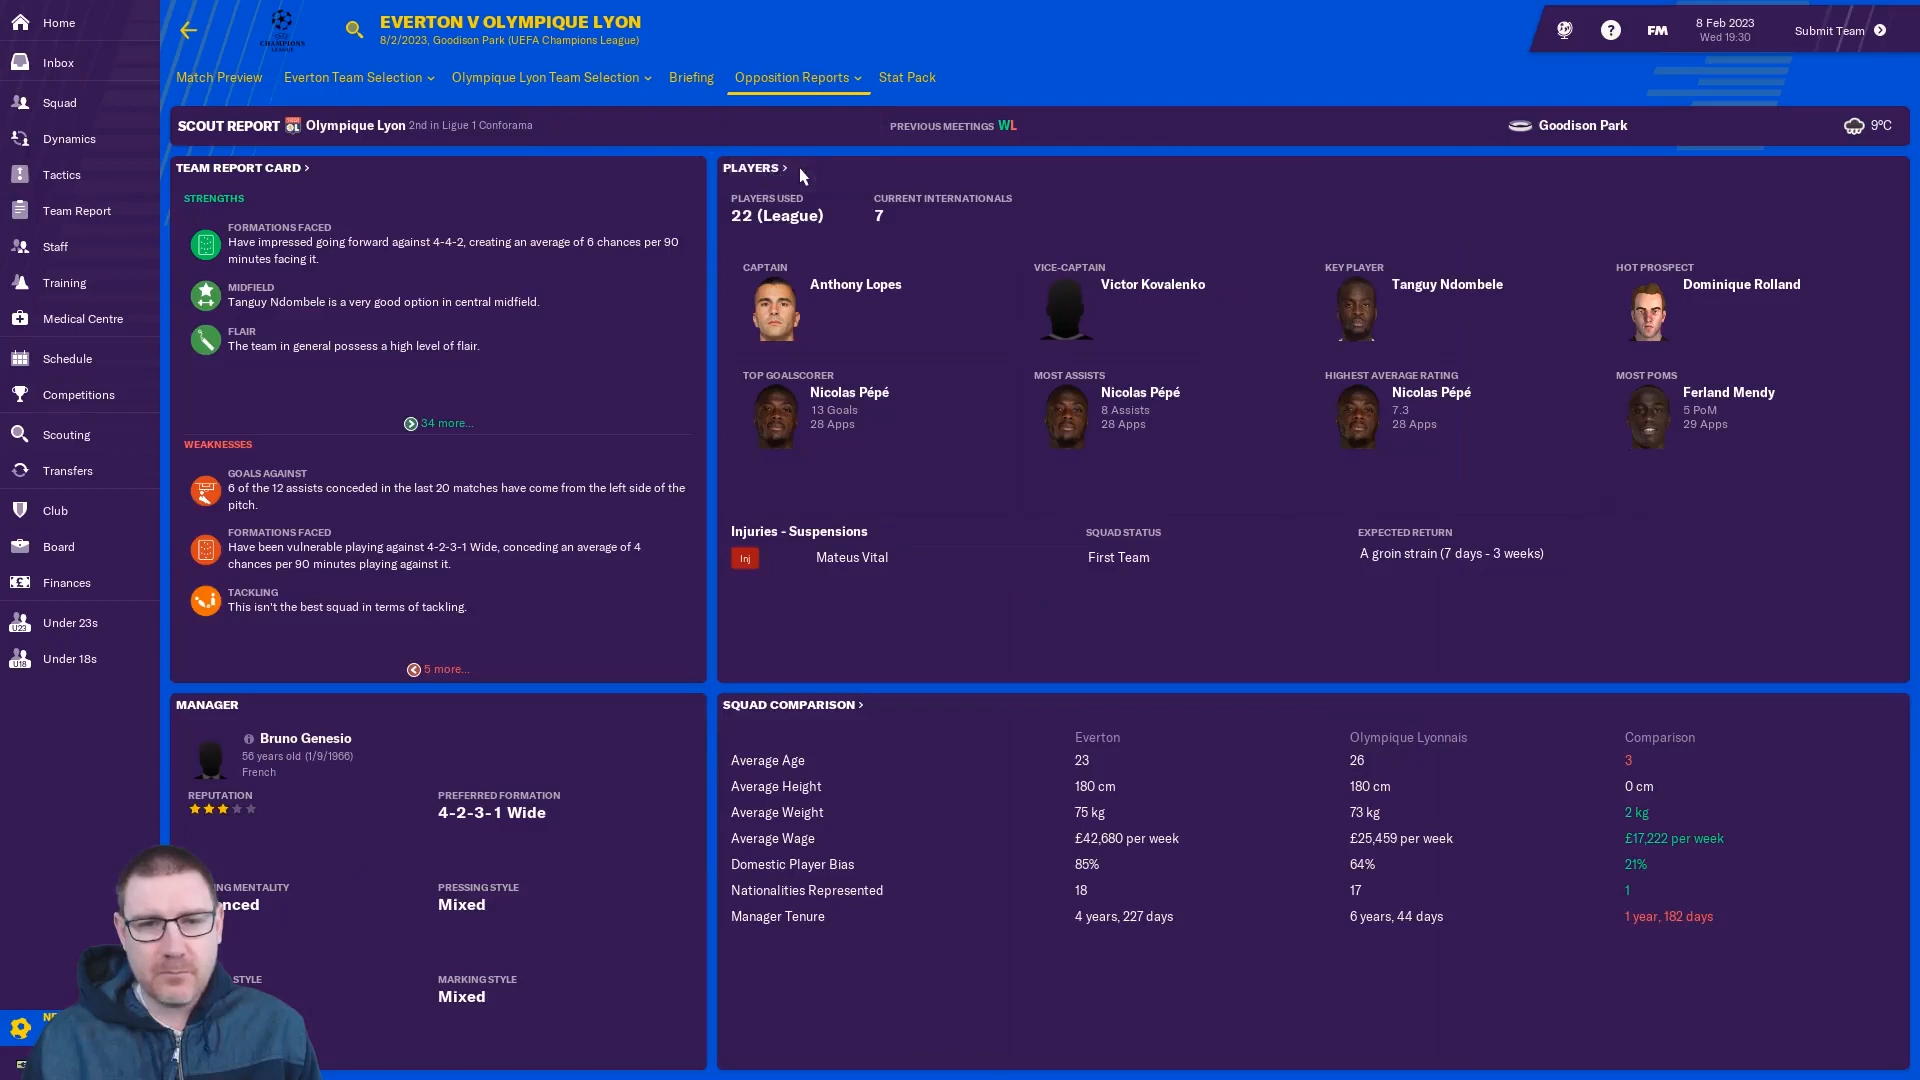 Home
Inbox
Squad
Dynamics
Tactics
Team Report
Staff
Training
Medical Centre
Schedule
Competitions
Scouting
Transfers
Club
Board
Finances
U23
Under 23s
U18
Under 18s
CHAMPIONS
LEAGUE
EVERTON V OLYMPIQUE LYON
8/2/2023, Goodison Park (UEFA Champions League)
?
FM
8 Feb 2023
Wed 19:30
Submit Team
Match Preview
Everton Team Selection
Olympique Lyon Team Selection
Briefing
Opposition Reports
Stat Pack
SCOUT REPORT OL Olympique Lyon 2nd in Ligue 1 Conforama
PREVIOUS MEETINGS WL
Goodison Park
9°C
TEAM REPORT CARD >
STRENGTHS
FORMATIONS FACED
Have impressed going forward against 4-4-2, creating an average of 6 chances per 90
minutes facing it.
MIDFIELD
Tanguy Ndombele is a very good option in central midfield.
FLAIR
The team in general possess a high level of flair.
34 more...
WEAKNESSES
GOALS AGAINST
6 of the 12 assists conceded in the last 20 matches have come from the left side of the
pitch.
FORMATIONS FACED
Have been vulnerable playing against 4-2-3-1 Wide, conceding an average of 4
chances per 90 minutes playing against it.
TACKLING
This isn't the best squad in terms of tackling.
5 more...
PLAYERS >
PLAYERS USED
22 (League)
CURRENT INTERNATIONALS
7
CAPTAIN
Anthony Lopes
VICE-CAPTAIN
Victor Kovalenko
KEY PLAYER
Tanguy Ndombele
HOT PROSPECT
Dominique Rolland
TOP GOALSCORER
Nicolas Pépé
13 Goals
28 Apps
MOST ASSISTS
Nicolas Pépé
8 Assists
28 Apps
HIGHEST AVERAGE RATING
Nicolas Pépé
7.3
28 Apps
MOST POMS
Ferland Mendy
5 PoM
29 Apps
Injuries - Suspensions
SQUAD STATUS
EXPECTED RETURN
Inj
Mateus Vital
First Team
A groin strain (7 days - 3 weeks)
MANAGER
Bruno Genesio
56 years old (1/9/1966)
French
REPUTATION
PREFERRED FORMATION
4-2-3-1 Wide
NG MENTALITY
nced
PRESSING STYLE
Mixed
STYLE
MARKING STYLE
Mixed
NE
SQUAD COMPARISON >
Everton Olympique Lyonnais Comparison
Average Age 23 26 3
Average Height 180 cm 180 cm 0 cm
Average Weight 75 kg 73 kg 2 kg
Average Wage £42,680 per week £25,459 per week £17,222 per week
Domestic Player Bias 85% 64% 21%
Nationalities Represented 18 17 1
Manager Tenure 4 years, 227 days 6 years, 44 days 1 year, 182 days